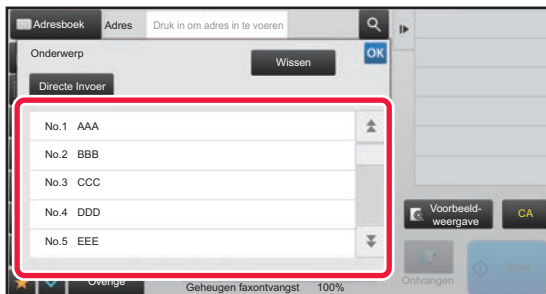 Adresboek Adres Druk in om adres in te voeren
Onderwerp Wissen OK
Directe Invoer
No.1 AAA
No.2 BBB
No.3 CCC
No.4 DDD
No.5 EEE
Voorbeeld-
weergave CA
Overige Ontvangen Start
Geheugen faxontvangst 100%